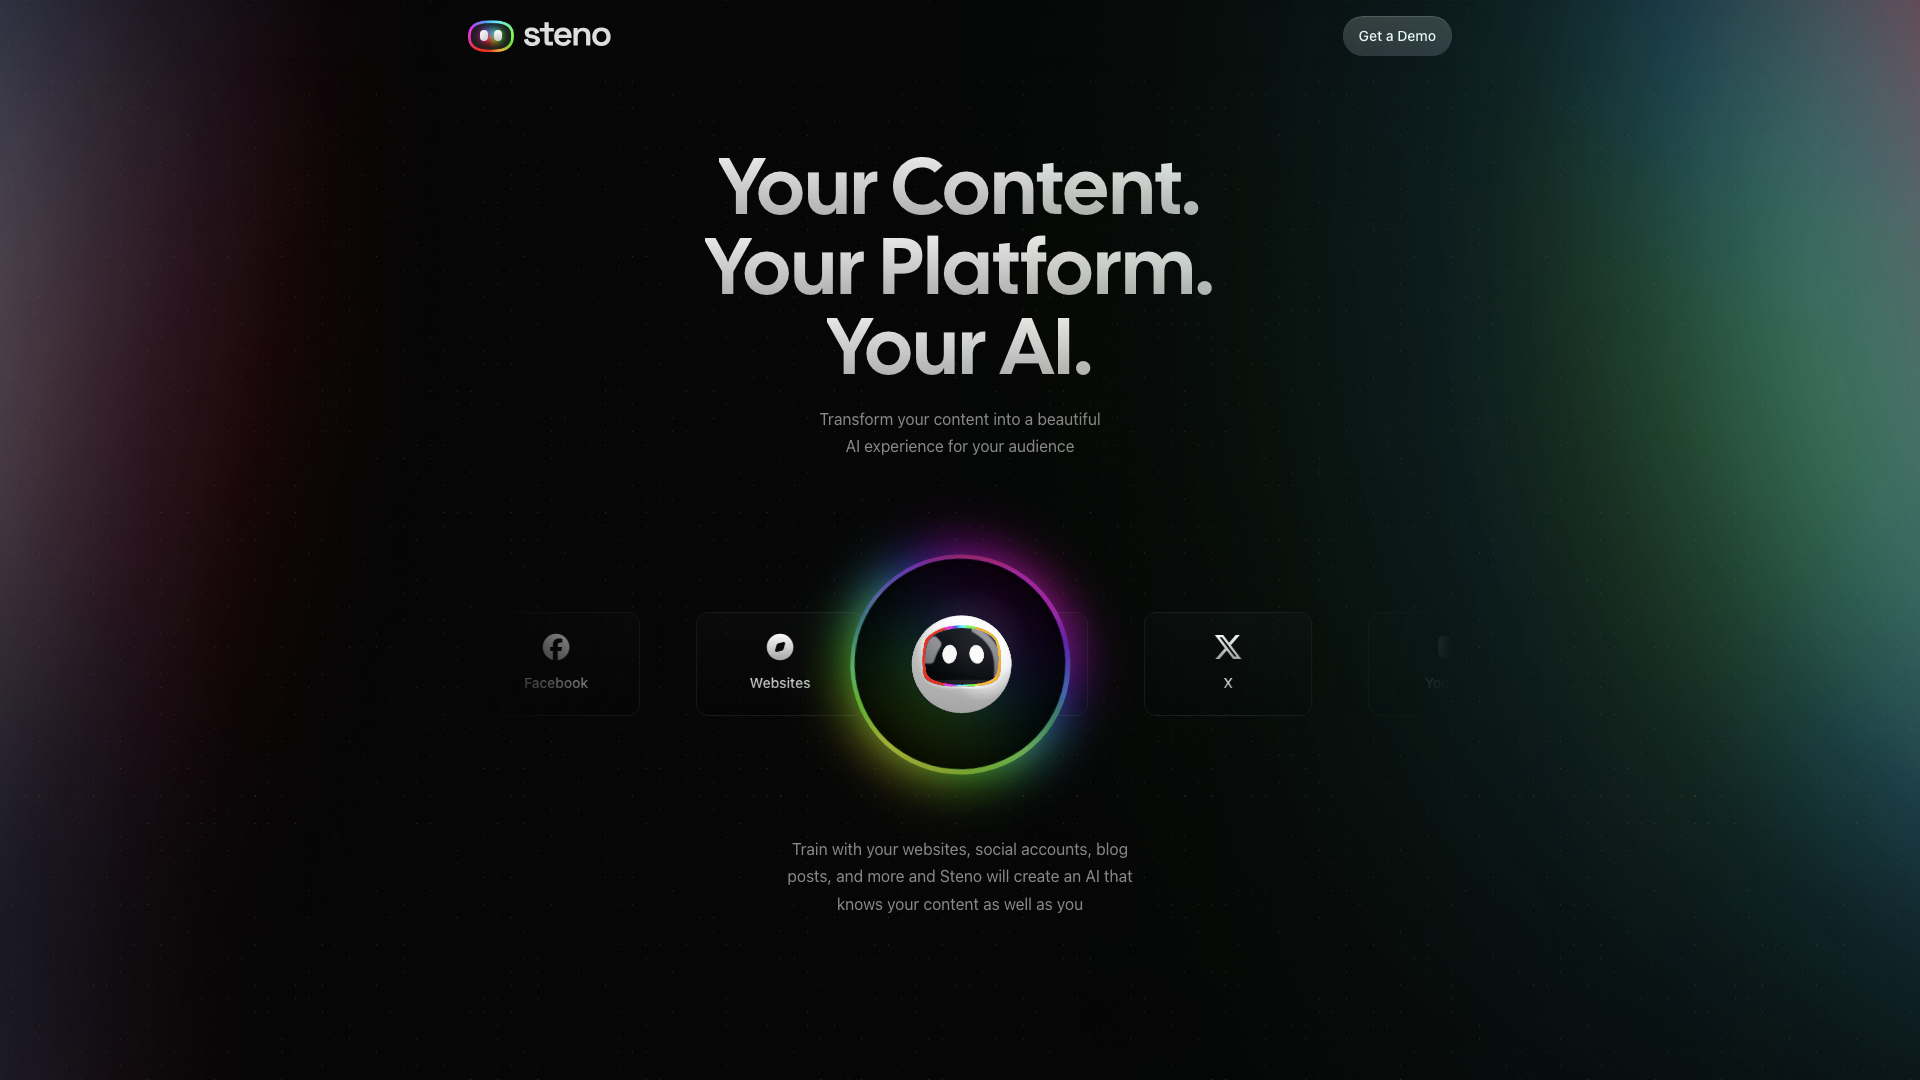 steno
Get a Demo
Your Content.
Your Platform.
Your AI.
Transform your content into a beautiful
AI experience for your audience
Facebook
Websites
X
You
Train with your websites, social accounts, blog
posts, and more and Steno will create an AI that
knows your content as well as you